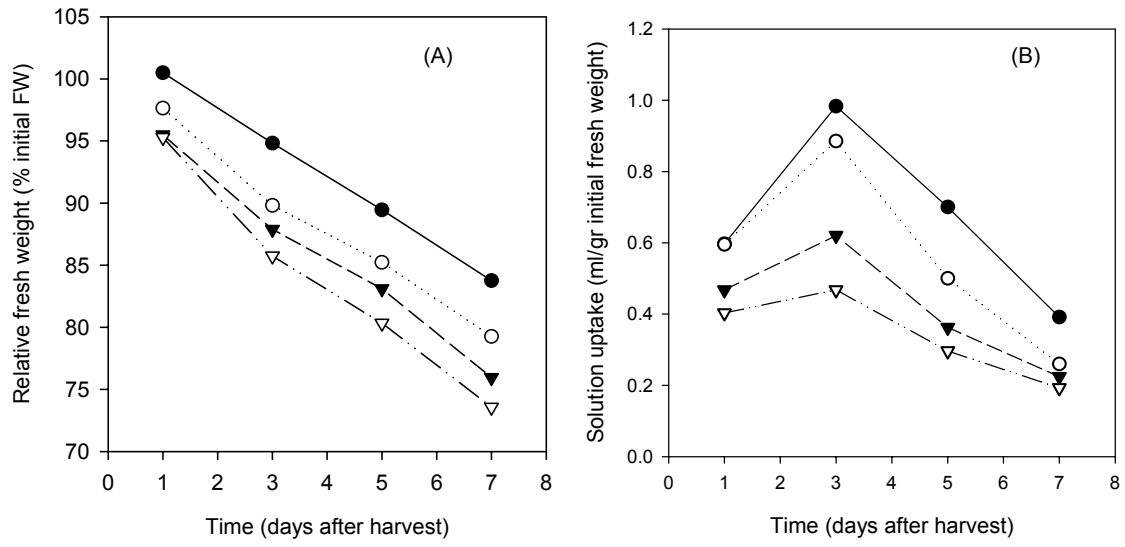 (A)
Relative fresh weight (% initial FW)
105
100
95
90
85
80
75
70
0 1 2 3 4 5 6 7 8
Time (days after harvest)
(B)
Solution uptake (ml/gr initial fresh weight)
1.2
1.0
0.8
0.6
0.4
0.2
0.0
0 1 2 3 4 5 6 7 8
Time (days after harvest)